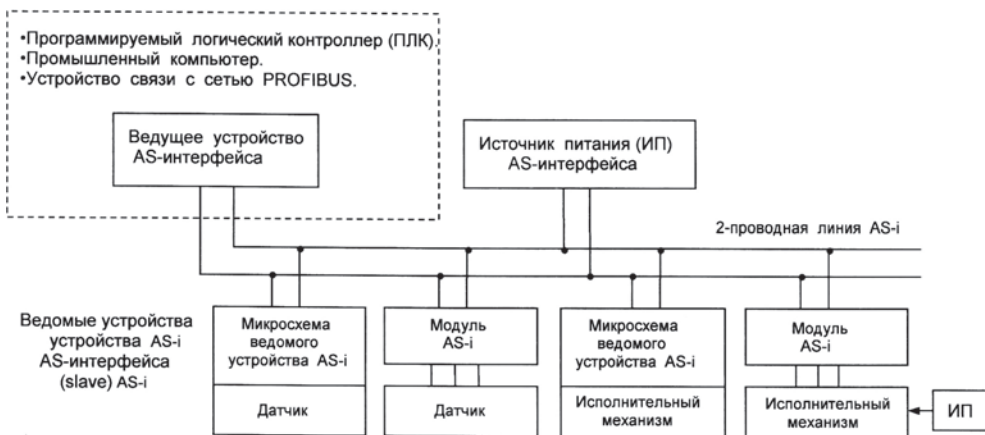 •Программируемый логический контроллер (ПЛК).
•Промышленный компьютер.
•Устройство связи с сетью PROFIBUS.
Ведущее устройство
AS-интерфейса
Источник питания (ИП)
AS-интерфейса
2-проводная линия AS-i
Ведомые устройства
устройства AS-i
AS-интерфейса
(slave) AS-i
Микросхема
ведомого
устройства AS-i
Датчик
Модуль
AS-i
Датчик
Микросхема
ведомого
устройства AS-i
Исполнительный
механизм
Модуль
AS-i
Исполнительный
механизм
ИП